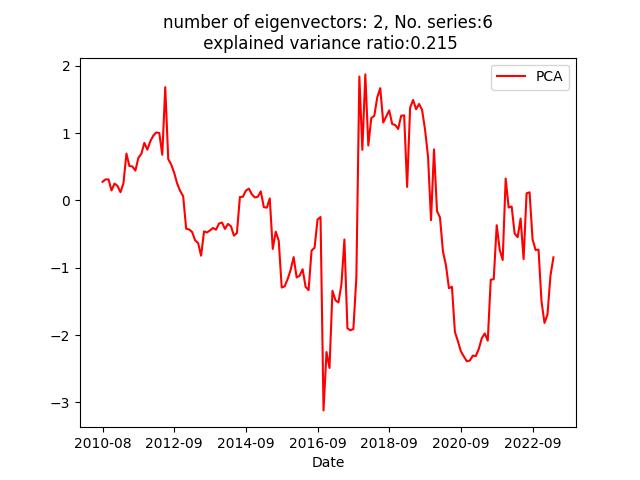 number of eigenvectors: 2, No. series:6
explained variance ratio:0.215
PCA
2
1
0
−1
−2
−3
2010-08 2012-09 2014-09 2016-09 2018-09 2020-09 2022-09
Date